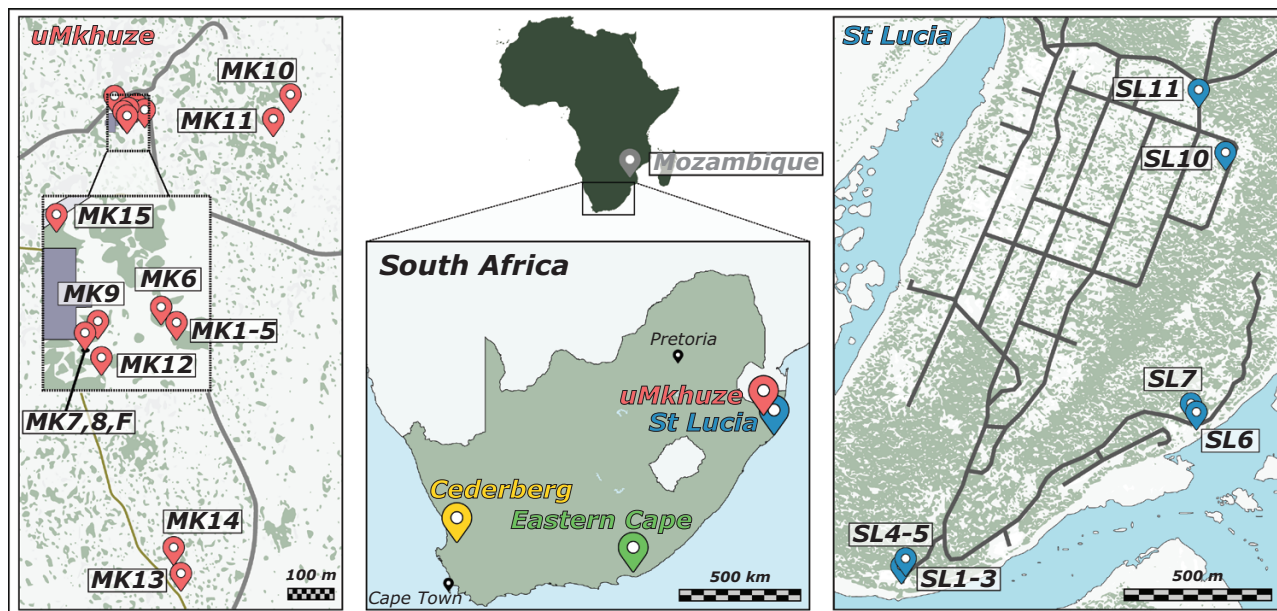 uMkhuze
MK10
MK11
MK15
MK6
MK9
MK1-5
MK12
MK7,8,F
MK14
MK13
100 m
Mozambique
South Africa
Pretoria
uMkhuze
St Lucia
Cederberg
Eastern Cape
Cape Town
500 km
St Lucia
SL11
SL10
SL7
SL6
SL4-5
SL1-3
500 m